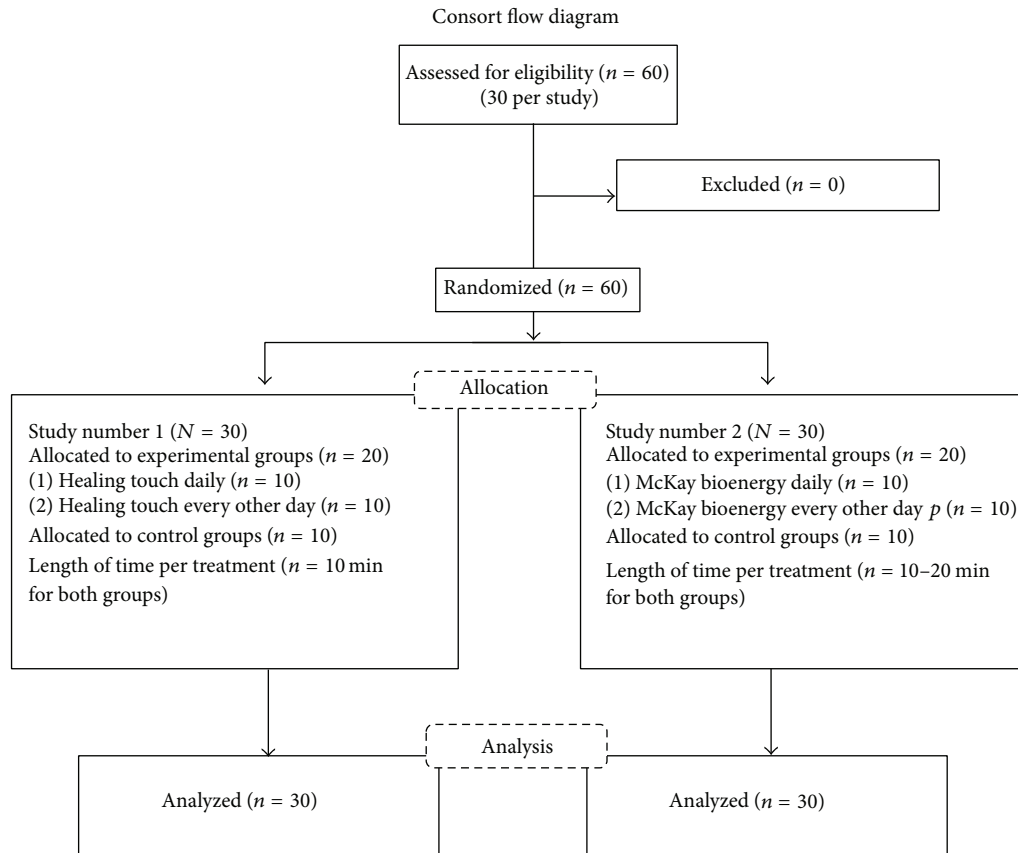 Consort flow diagram
Assessed for eligibility (n = 60)
(30 per study)
Excluded (n = 0)
Randomized (n = 60)
Allocation
Study number 1 (N = 30)
Allocated to experimental groups (n = 20)
(1) Healing touch daily (n = 10)
(2) Healing touch every other day (n = 10)
Allocated to control groups (n = 10)
Length of time per treatment (n = 10 min
for both groups)
Study number 2 (N = 30)
Allocated to experimental groups (n = 20)
(1) McKay bioenergy daily (n = 10)
(2) McKay bioenergy every other day p (n = 10)
Allocated to control groups (n = 10)
Length of time per treatment (n = 10–20 min
for both groups)
Analysis
Analyzed (n = 30)
Analyzed (n = 30)